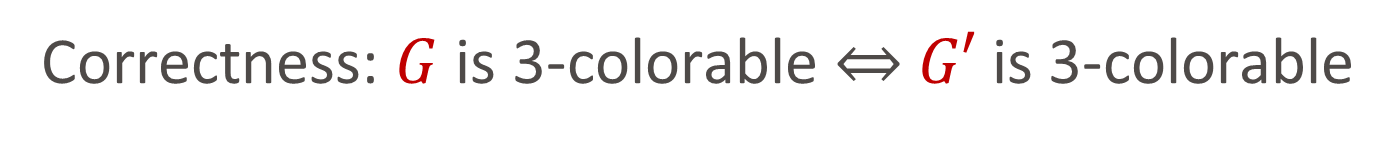 Correctness: G is 3-colorable ⇔ G′ is 3-colorable